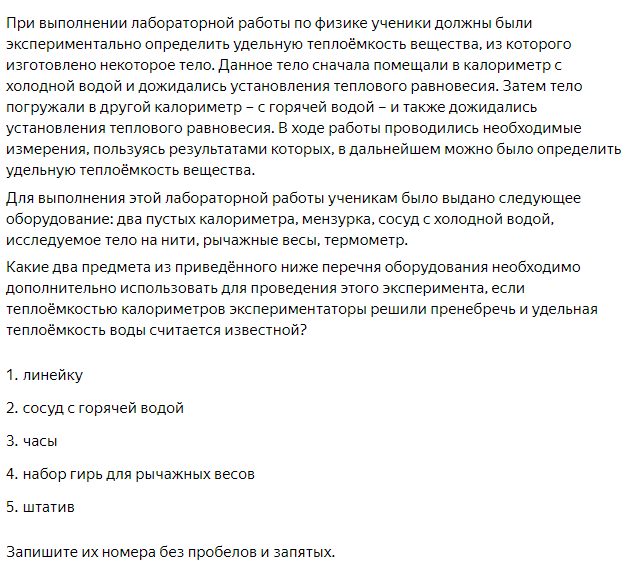 При выполнении лабораторной работы по физике ученики должны были
экспериментально определить удельную теплоёмкость вещества, из которого
изготовлено некоторое тело. Данное тело сначала помещали в калориметр с
холодной водой и дожидались установления теплового равновесия. Затем тело
погружали в другой калориметр – с горячей водой – и также дожидались
установления теплового равновесия. В ходе работы проводились необходимые
измерения, пользуясь результатами которых, в дальнейшем можно было определить
удельную теплоёмкость вещества.
Для выполнения этой лабораторной работы ученикам было выдано следующее
оборудование: два пустых калориметра, мензурка, сосуд с холодной водой,
исследуемое тело на нити, рычажные весы, термометр.
Какие два предмета из приведённого ниже перечня оборудования необходимо
дополнительно использовать для проведения этого эксперимента, если
теплоёмкостью калориметров экспериментаторы решили пренебречь и удельная
теплоёмкость воды считается известной?
1. линейку
2. сосуд с горячей водой
3. часы
4. набор гирь для рычажных весов
5. штатив
Запишите их номера без пробелов и запятых.